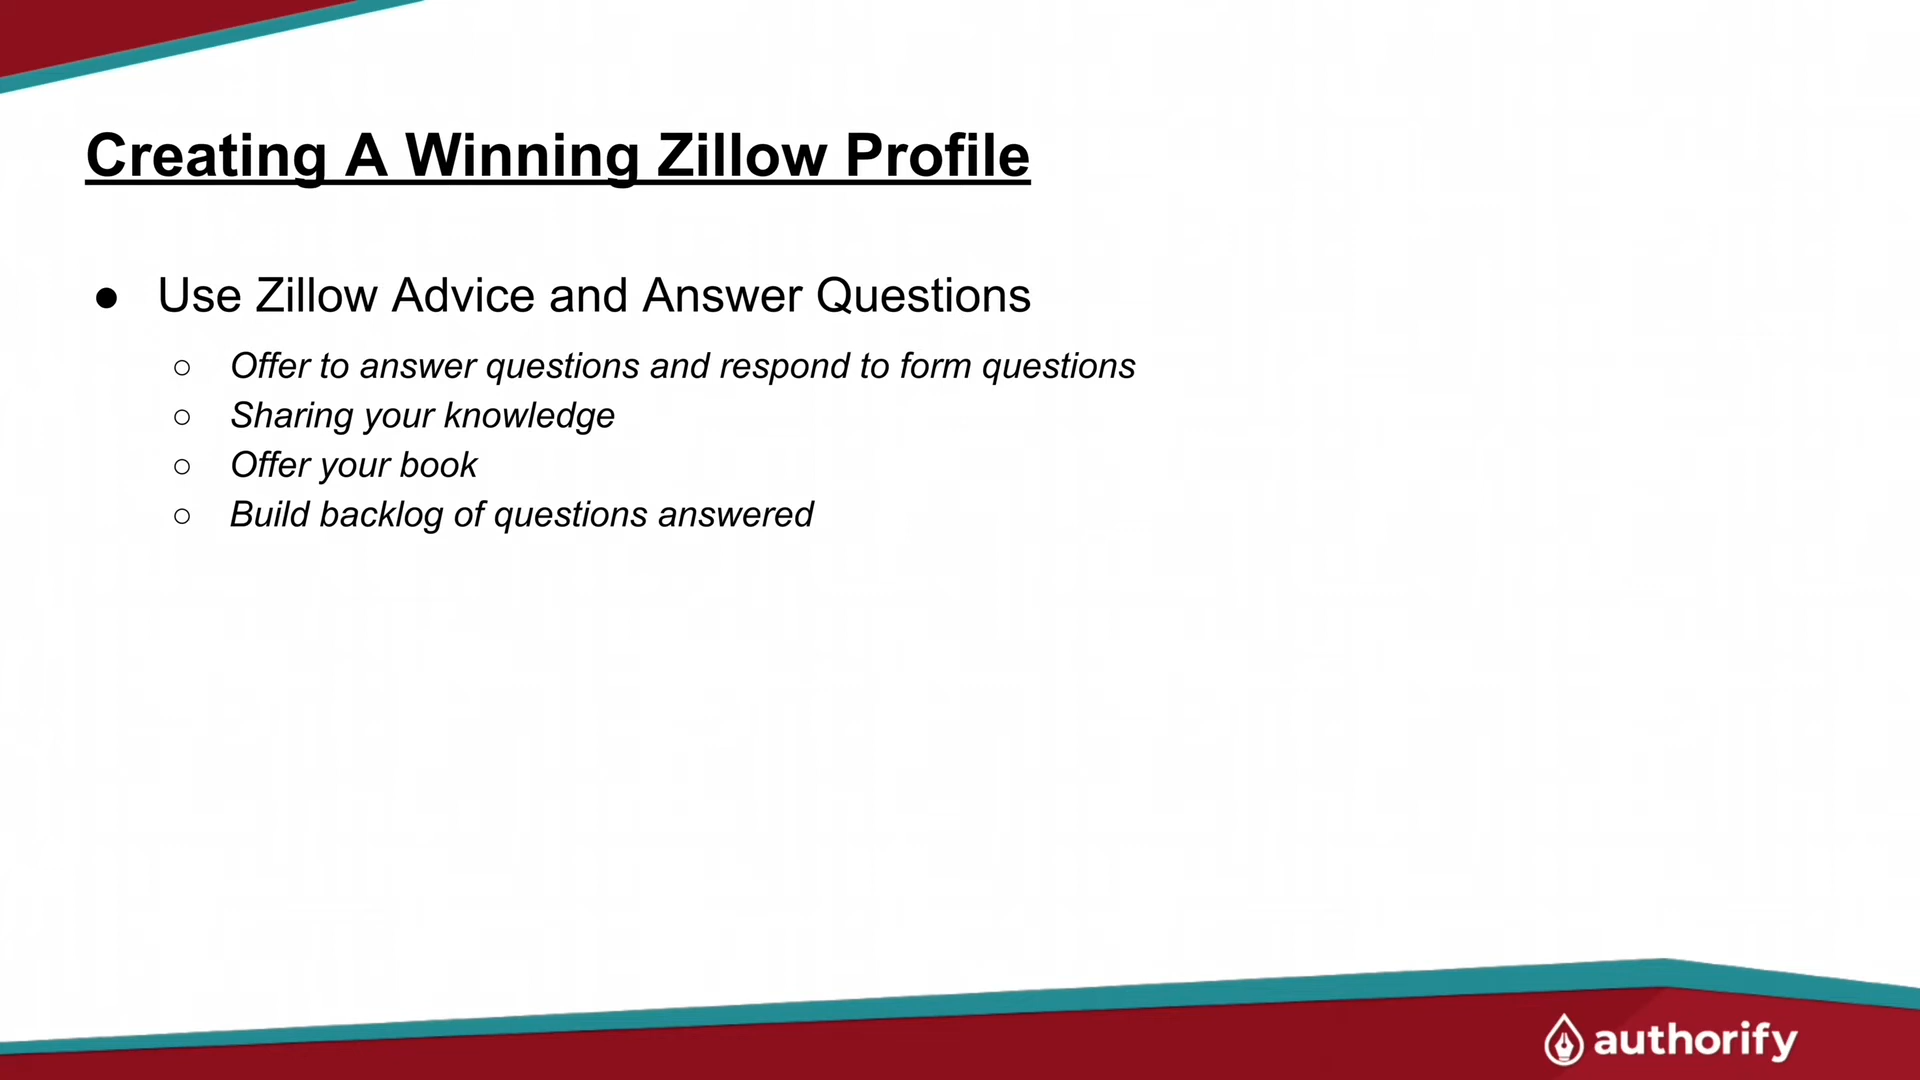 Creating A Winning Zillow Profile
● Use Zillow Advice and Answer Questions
○ Offer to answer questions and respond to form questions
○ Sharing your knowledge
○ Offer your book
○ Build backlog of questions answered
authorify